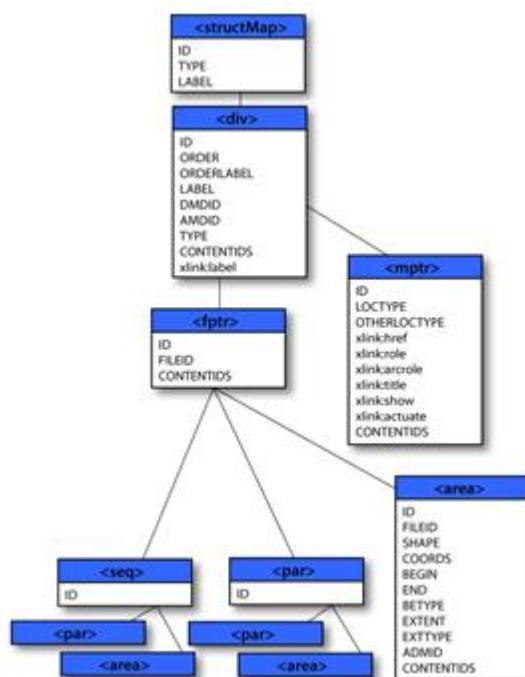 <structMap>
ID
TYPE
LABEL
<div>
ID
ORDER
ORDERLABEL
LABEL
DMDID
AMDID
TYPE
CONTENTIDS
xlink:label
<mptr>
ID
LOCTYPE
OTHERLOCTYPE
xlink:href
xlink:role
xlink:arcrole
xlink:title
xlink:show
xlink:actuate
CONTENTIDS
<fptr>
ID
FILEID
CONTENTIDS
<area>
ID
FILEID
SHAPE
COORDS
BEGIN
END
BETYPE
EXTENT
EXTTYPE
ADMID
CONTENTIDS
<seq>
ID
<par>
<area>
<par>
ID
<par>
<area>